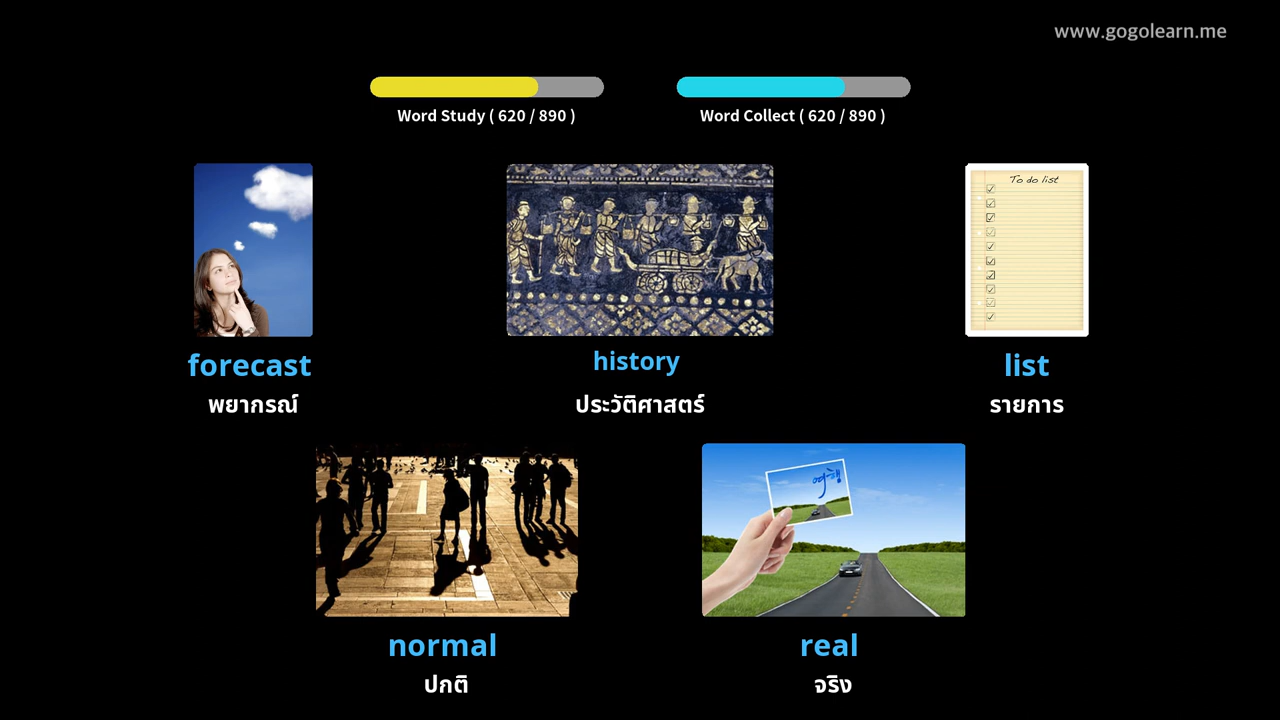 www.gogolearn.me
Word Study ( 620 / 890 )
Word Collect ( 620 / 890 )
To do list
forecast
พยากรณ์
history
ประวัติศาสตร์
list
รายการ
여행
normal
ปกติ
real
จริง